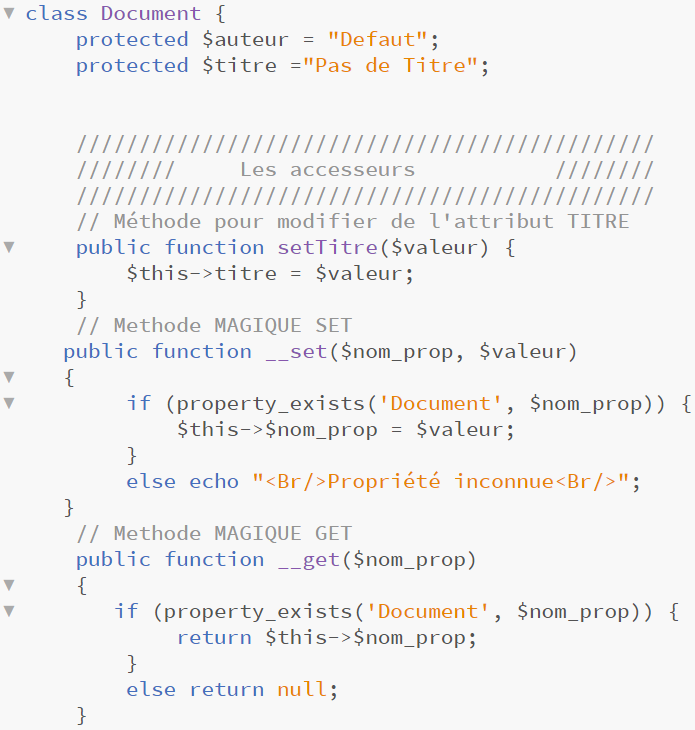 class Document {
protected $auteur = "Defaut";
protected $titre ="Pas de Titre";
//////////////////////////////////////////////
////////     Les accesseurs           ////////
//////////////////////////////////////////////
// Méthode pour modifier de l'attribut TITRE
public function setTitre($valeur) {
$this->titre = $valeur;
}
// Methode MAGIQUE SET
public function __set($nom_prop, $valeur)
{
if (property_exists('Document', $nom_prop)) {
$this->$nom_prop = $valeur;
}
else echo "<Br/>Propriété inconnue<Br/>";
}
// Methode MAGIQUE GET
public function __get($nom_prop)
{
if (property_exists('Document', $nom_prop)) {
return $this->$nom_prop;
}
else return null;
}